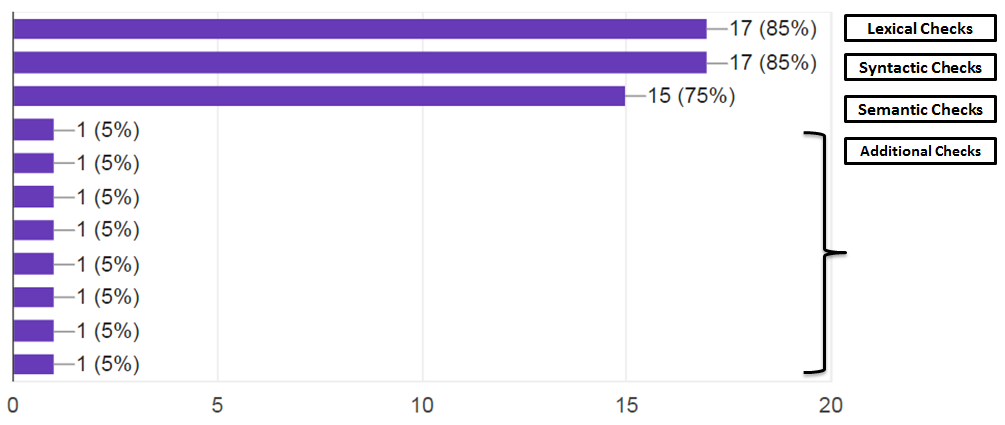 17 (85%)
Lexical Checks
17 (85%)
Syntactic Checks
15 (75%)
Semantic Checks
1 (5%)
Additional Checks
1 (5%)
1 (5%)
1 (5%)
1 (5%)
1 (5%)
1 (5%)
1 (5%)
0 5 10 15 20